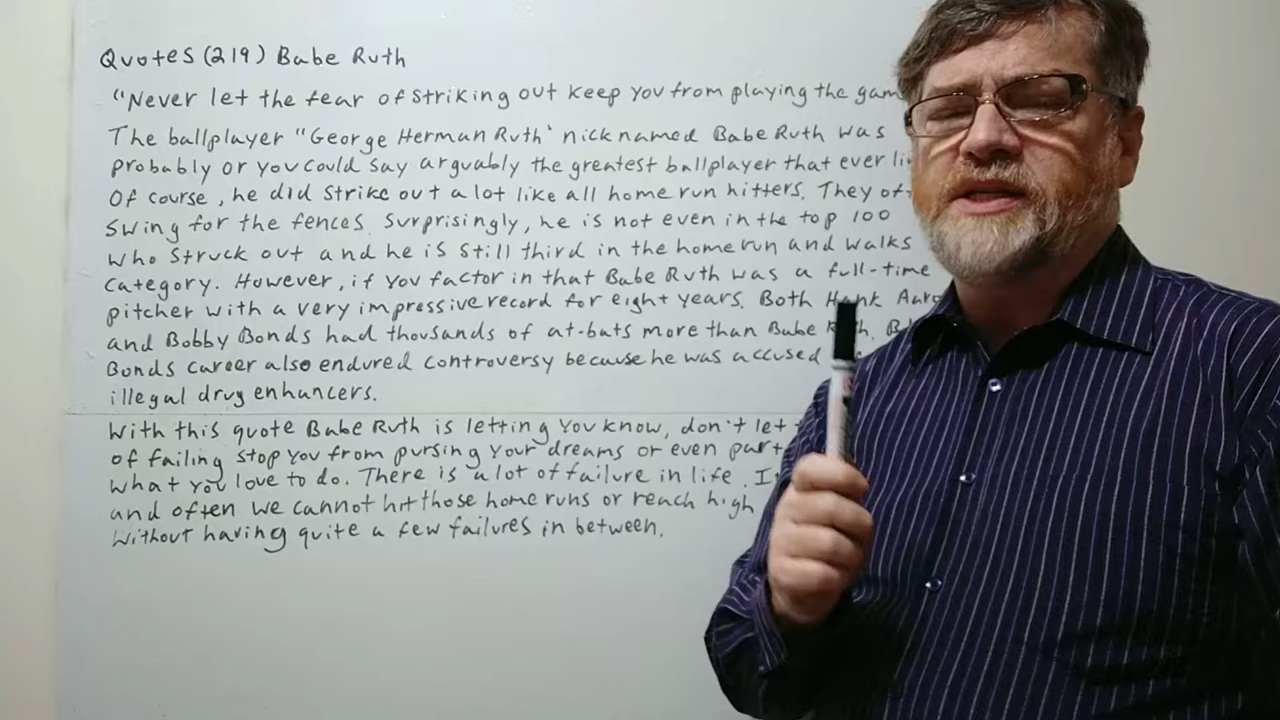 Quotes (219) Babe Ruth
"Never let the fear of striking out keep you from playing the gam
The ballplayer "George Herman Ruth' nicknamed Babe Ruth was
probably or you could say arguably the greatest ballplayer that ever li
Of course, he did strike out a lot like all home run hitters. They of
swing for the fences. Surprisingly, he is not even in the top 100
who struck out and he is still third in the home run and walks
category. However, if you factor in that Babe Ruth was a full-time
pitcher with a very impressive record for eight years. Both Hank Aaro
and Bobby Bonds had thousands of at-bats more than Babe
Bonds career also endured controversy because he was accused
illegal drug enhancers.
With this quote Babe Ruth is letting you know, don't let
of failing stop you from pursing your dreams or even part
what you love to do. There is a lot of failure in life.
and often we cannot hit those home runs or reach high
without having quite a few failures in between.